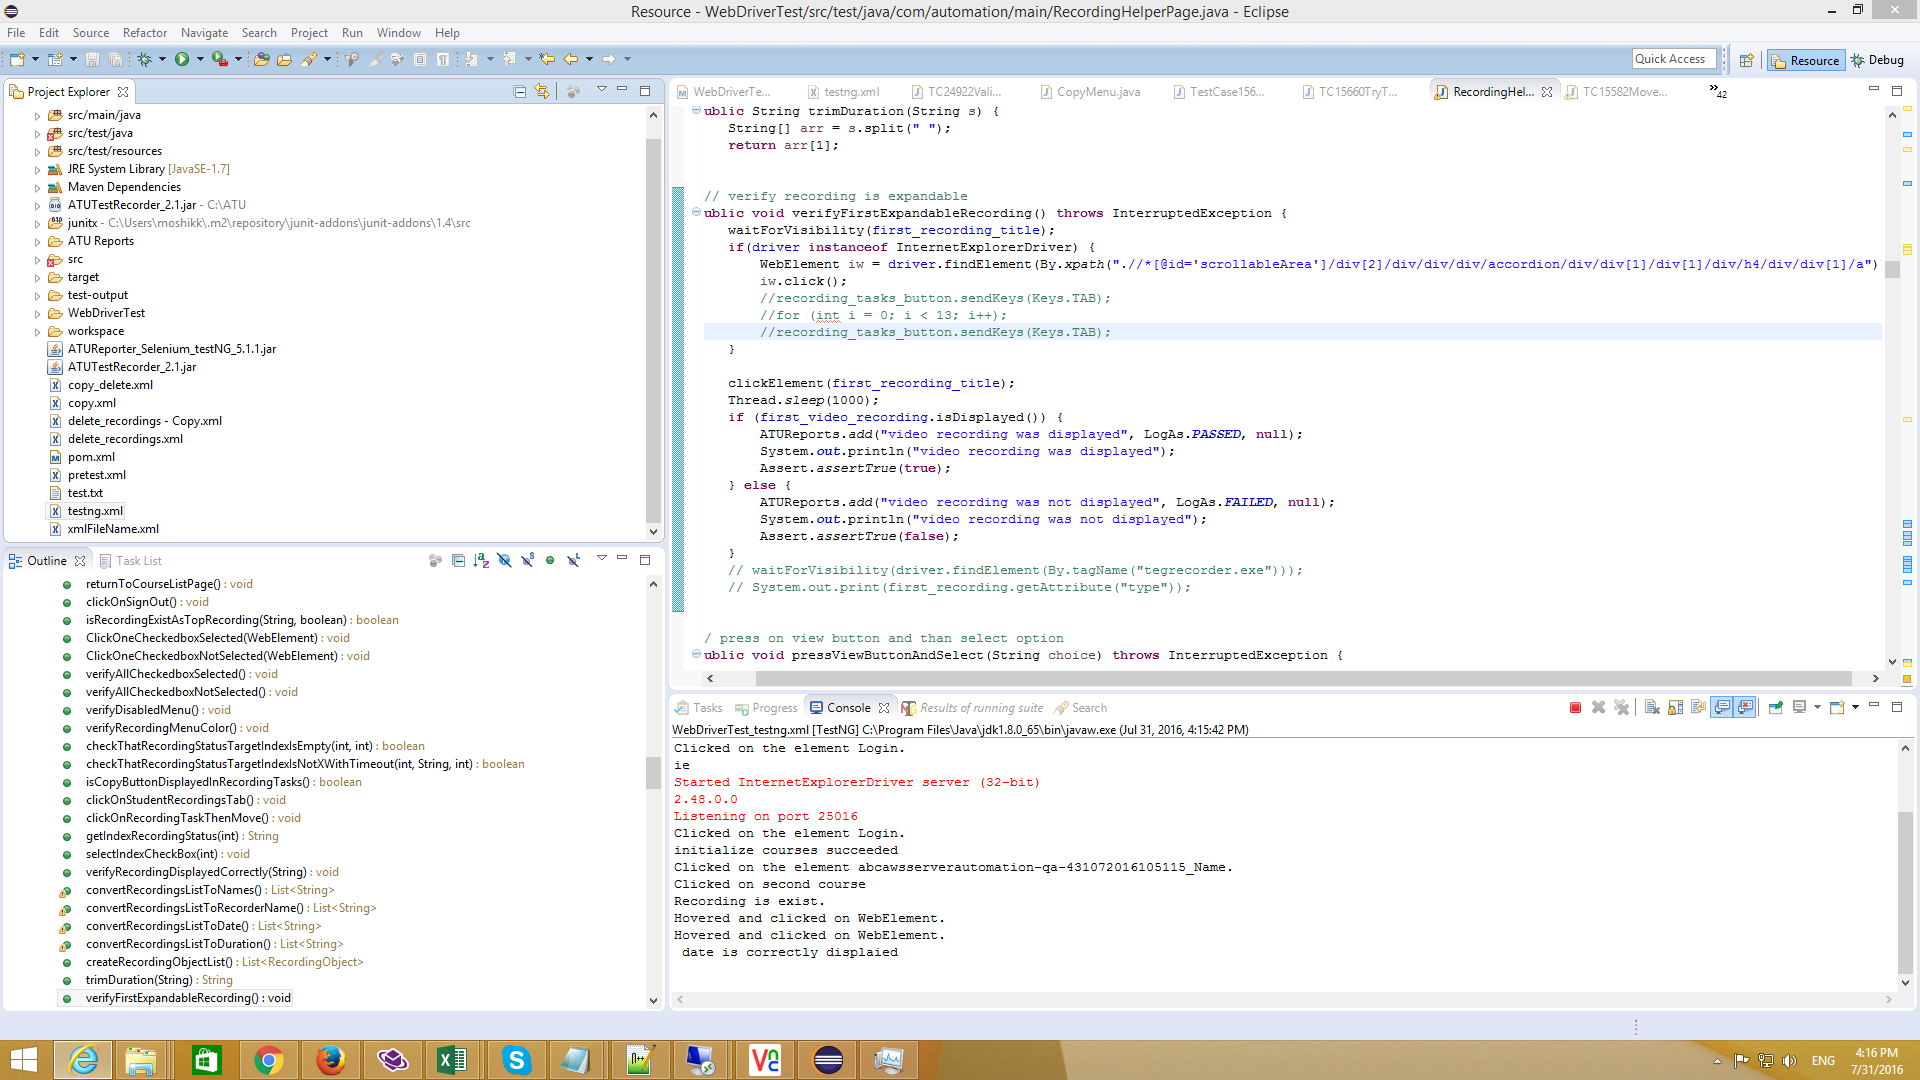 Resource - WebDriverTest/src/test/java/com/automation/main/RecordingHelperPage.java - Eclipse
File Edit Source Refactor Navigate Search Project Run Window Help
Quick Access
Resource
Debug
Project Explorer
src/main/java
src/test/java
src/test/resources
JRE System Library [JavaSE-1.7]
Maven Dependencies
ATUTestRecorder_2.1.jar - C:\ATU
junitx - C:\Users\moshikk\.m2\repository\junit-addons\junit-addons\1.4\src
ATU Reports
src
target
test-output
WebDriverTest
workspace
ATUReporter_Selenium_testNG_5.1.1.jar
ATUTestRecorder_2.1.jar
copy_delete.xml
copy.xml
delete_recordings - Copy.xml
delete_recordings.xml
pom.xml
pretest.xml
test.txt
testng.xml
xmlFileName.xml
Outline
Task List
returnToCourseListPage() : void
clickOnSignOut() : void
isRecordingExistAsTopRecording(String, boolean) : boolean
ClickOneCheckedboxSelected(WebElement) : void
ClickOneCheckedboxNotSelected(WebElement) : void
verifyAllCheckedboxSelected() : void
verifyAllCheckedboxNotSelected() : void
verifyDisabledMenu() : void
verifyRecordingMenuColor() : void
checkThatRecordingStatusTargetIndexIsEmpty(int, int) : boolean
checkThatRecordingStatusTargetIndexIsNotXWithTimeout(int, String, int) : boolean
isCopyButtonDisplayedInRecordingTasks() : boolean
clickOnStudentRecordingsTab() : void
clickOnRecordingTaskThenMove() : void
getIndexRecordingStatus(int) : String
selectIndexCheckBox(int) : void
verifyRecordingDisplayedCorrectly(String) : void
convertRecordingsListToNames() : List<String>
convertRecordingsListToRecorderName() : List<String>
convertRecordingsListToDate() : List<String>
convertRecordingsListToDuration() : List<String>
createRecordingObjectList() : List<RecordingObject>
trimDuration(String) : String
verifyFirstExpandableRecording() : void
WebDriverTe...
testng.xml
TC24922Vali...
CopyMenu.java
TestCase156...
TC15660TryT...
RecordingHel...
TC15582Move...
»42
ublic String trimDuration(String s) {
String[] arr = s.split(" ");
return arr[1];
// verify recording is expandable
ublic void verifyFirstExpandableRecording() throws InterruptedException {
waitForVisibility(first_recording_title);
if(driver instanceof InternetExplorerDriver) {
WebElement iw = driver.findElement(By.xpath(".//*[@id='scrollableArea']/div[2]/div/div/div/accordion/div/div[1]/div[1]/div/h4/div/div[1]/a")
iw.click();
//recording_tasks_button.sendKeys(Keys.TAB);
//for (int i = 0; i < 13; i++);
//recording_tasks_button.sendKeys(Keys.TAB);
}
clickElement(first_recording_title);
Thread.sleep(1000);
if (first_video_recording.isDisplayed()) {
ATUReports.add("video recording was displayed", LogAs.PASSED, null);
System.out.println("video recording was displayed");
Assert.assertTrue(true);
} else {
ATUReports.add("video recording was not displayed", LogAs.FAILED, null);
System.out.println("video recording was not displayed");
Assert.assertTrue(false);
}
// waitForVisibility(driver.findElement(By.tagName("tegrecorder.exe")));
// System.out.print(first_recording.getAttribute("type"));
/ press on view button and than select option
ublic void pressViewButtonAndSelect(String choice) throws InterruptedException {
Tasks
Progress
Console
Results of running suite
Search
WebDriverTest_testng.xml [TestNG] C:\Program Files\Java\jdk1.8.0_65\bin\javaw.exe (Jul 31, 2016, 4:15:42 PM)
Clicked on the element Login.
ie
Started InternetExplorerDriver server (32-bit)
2.48.0.0
Listening on port 25016
Clicked on the element Login.
initialize courses succeeded
Clicked on the element abcawsserverautomation-qa-431072016105115_Name.
Clicked on second course
Recording is exist.
Hovered and clicked on WebElement.
Hovered and clicked on WebElement.
date is correctly displaied
ENG
4:16 PM
7/31/2016